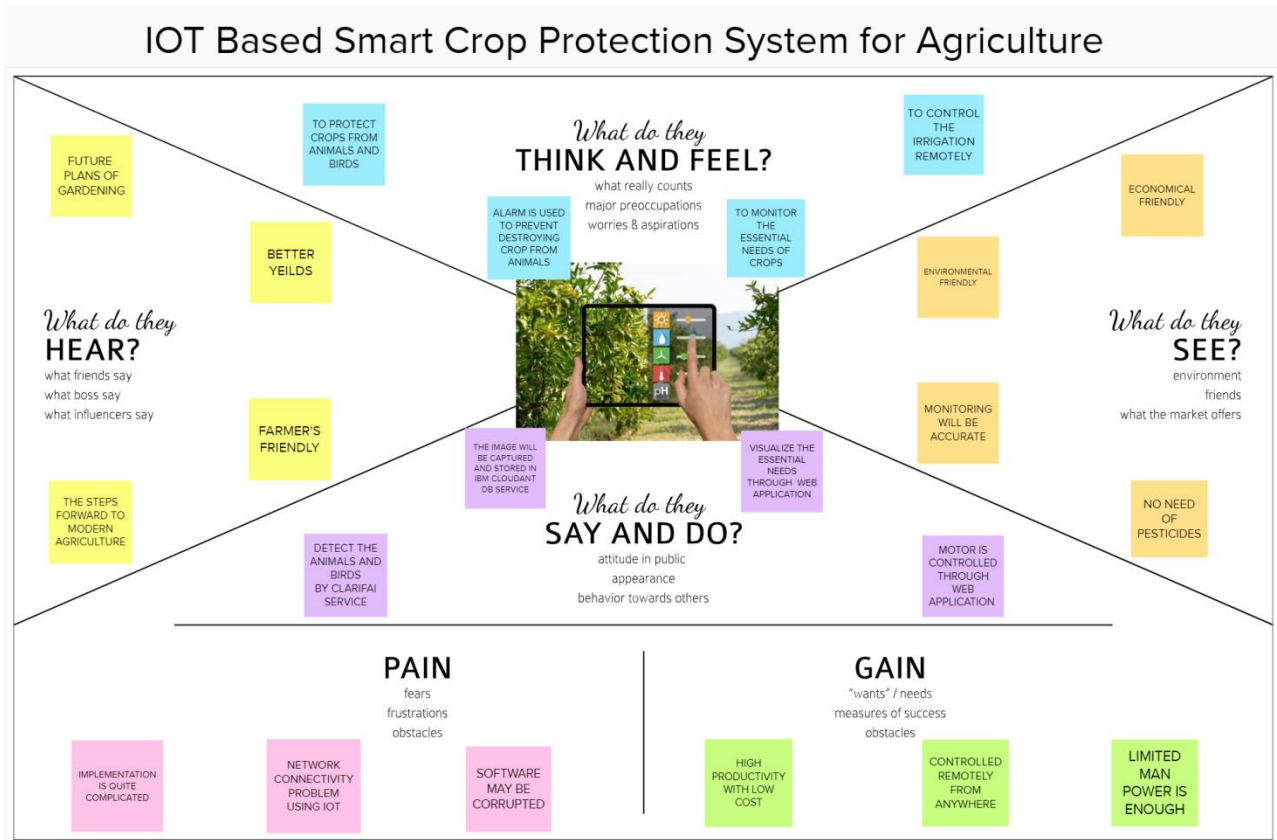 IOT Based Smart Crop Protection System for Agriculture
What do they
THINK AND FEEL?
what really counts
major preoccupations
worries & aspirations
TO PROTECT
CROPS FROM
ANIMALS AND
BIRDS
ALARM IS USED
TO PREVENT
DESTROYING
CROP FROM
ANIMALS
TO MONITOR
THE
ESSENTIAL
NEEDS OF
CROPS
TO CONTROL
THE
IRRIGATION
REMOTELY
What do they
HEAR?
what friends say
what boss say
what influencers say
FUTURE
PLANS OF
GARDENING
BETTER
YEILDS
FARMER'S
FRIENDLY
THE STEPS
FORWARD TO
MODERN
AGRICULTURE
pH
What do they
SEE?
environment
friends
what the market offers
ECONOMICAL
FRIENDLY
ENVIRONMENTAL
FRIENDLY
MONITORING
WILL BE
ACCURATE
NO NEED
OF
PESTICIDES
What do they
SAY AND DO?
attitude in public
appearance
behavior towards others
THE IMAGE WILL
BE CAPTURED
AND STORED IN
IBM CLOUDANT
DB SERVICE
VISUALIZE THE
ESSENTIAL
NEEDS
THROUGH WEB
APPLICATION
DETECT THE
ANIMALS AND
BIRDS
BY CLARIFAI
SERVICE
MOTOR IS
CONTROLLED
THROUGH
WEB
APPLICATION
PAIN
fears
frustrations
obstacles
IMPLEMENTATION
IS QUITE
COMPLICATED
NETWORK
CONNECTIVITY
PROBLEM
USING IOT
SOFTWARE
MAY BE
CORRUPTED
GAIN
"wants" / needs
measures of success
obstacles
HIGH
PRODUCTIVITY
WITH LOW
COST
CONTROLLED
REMOTELY
FROM
ANYWHERE
LIMITED
MAN
POWER IS
ENOUGH